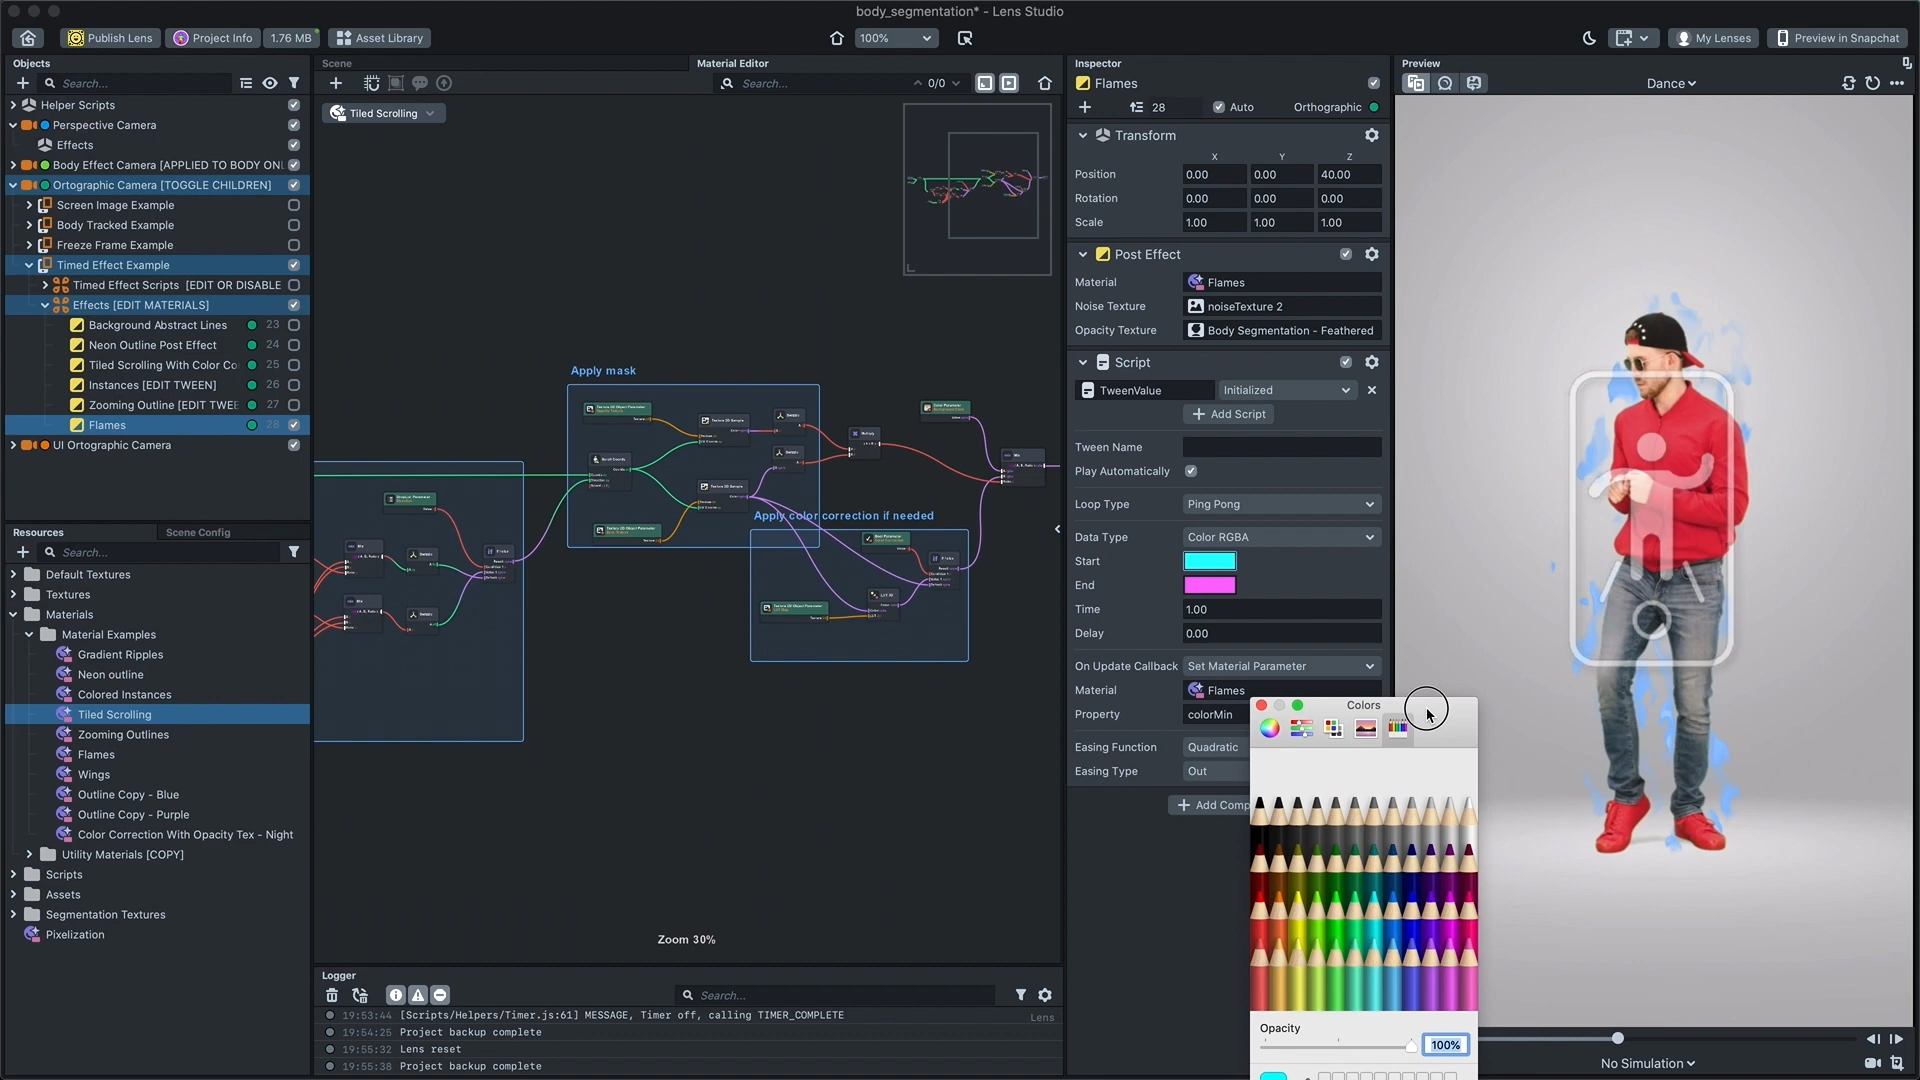 body_segmentation* - Lens Studio
Publish Lens
Project Info
1.76 MB
Asset Library
100%
My Lenses
Preview in Snapchat
Objects
Search...
Helper Scripts
Perspective Camera
Effects
Body Effect Camera [APPLIED TO BODY ONL
Ortographic Camera [TOGGLE CHILDREN]
Screen Image Example
Body Tracked Example
Freeze Frame Example
Timed Effect Example
Timed Effect Scripts [EDIT OR DISABLE
Effects [EDIT MATERIALS]
Background Abstract Lines 23
Neon Outline Post Effect 24
Tiled Scrolling With Color Co 25
Instances [EDIT TWEEN] 26
Zooming Outline [EDIT TWEE 27
Flames 28
UI Ortographic Camera
Resources
Scene Config
Search...
Default Textures
Textures
Materials
Material Examples
Gradient Ripples
Neon outline
Colored Instances
Tiled Scrolling
Zooming Outlines
Flames
Wings
Outline Copy - Blue
Outline Copy - Purple
Color Correction With Opacity Tex - Night
Utility Materials [COPY]
Scripts
Assets
Segmentation Textures
Pixelization
Scene
Material Editor
Search...
0/0
Tiled Scrolling
Apply mask
Apply color correction if needed
Zoom 30%
Logger
Search...
19:53:44 [Scripts/Helpers/Timer.js:61] MESSAGE, Timer off, calling TIMER_COMPLETE
Lens
19:54:25 Project backup complete
19:55:32 Lens reset
19:55:38 Project backup complete
Inspector
Flames
28
Auto
Orthographic
Transform
X Y Z
Position 0.00 0.00 40.00
Rotation 0.00 0.00 0.00
Scale 1.00 1.00 1.00
Post Effect
Material Flames
Noise Texture noiseTexture 2
Opacity Texture Body Segmentation - Feathered
Script
TweenValue
Initialized
Add Script
Tween Name
Play Automatically
Loop Type Ping Pong
Data Type Color RGBA
Start
End
Time 1.00
Delay 0.00
On Update Callback Set Material Parameter
Material Flames
Property colorMin
Easing Function Quadratic
Easing Type Out
Add Comp
Colors
Opacity
100%
Preview
Dance
No Simulation